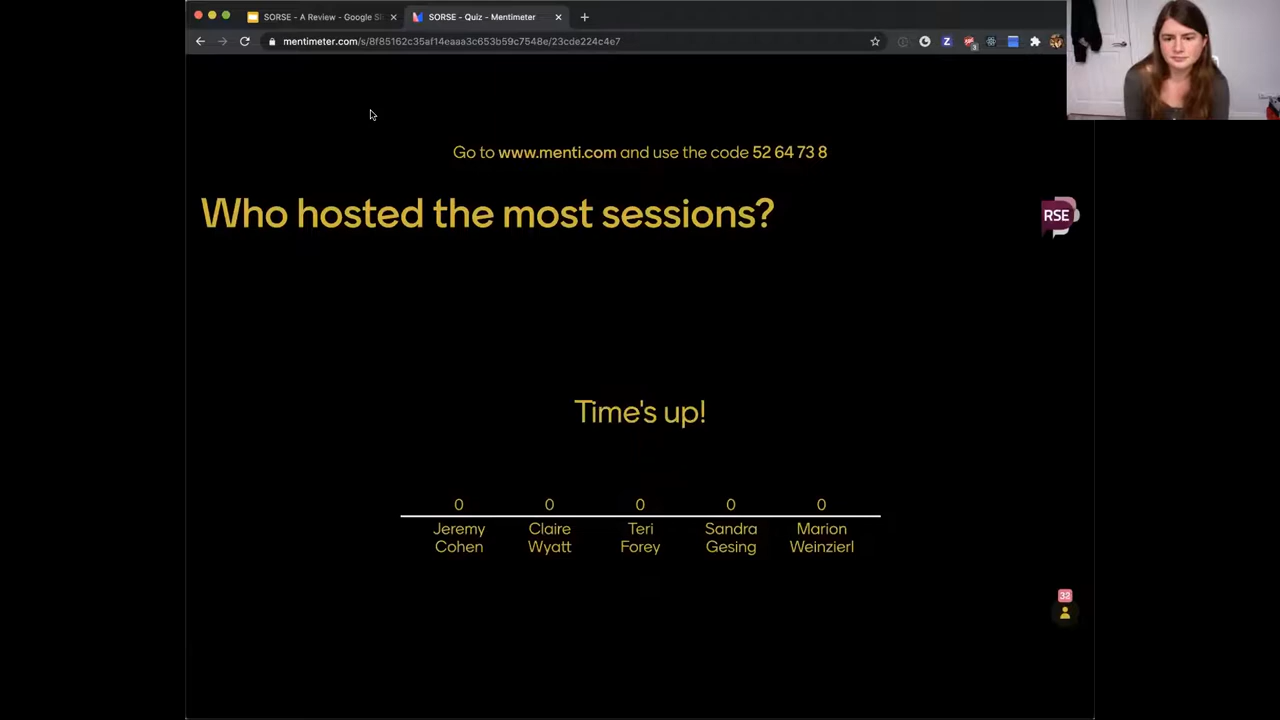 SORSE - A Review - Google Sl
SORSE - Quiz - Mentimeter
mentimeter.com/s/8f85162c35af14eaaa3c653b59c7548e/23cde224c4e7
Go to www.menti.com and use the code 52 64 73 8
Who hosted the most sessions?
RSE
Time's up!
0 0 0 0 0
Jeremy Claire Teri Sandra Marion
Cohen Wyatt Forey Gesing Weinzierl
32